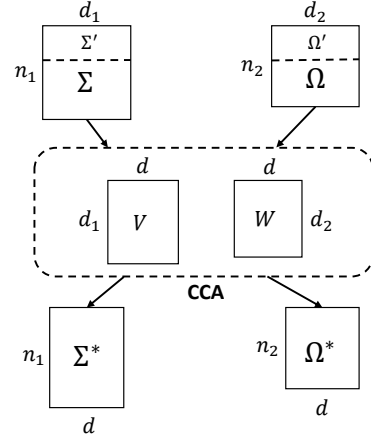 d₁ d₂
Σ′ Ω′
n₁ Σ n₂ Ω
d d
d₁ V W d₂
CCA
n₁ Σ* n₂ Ω*
d d